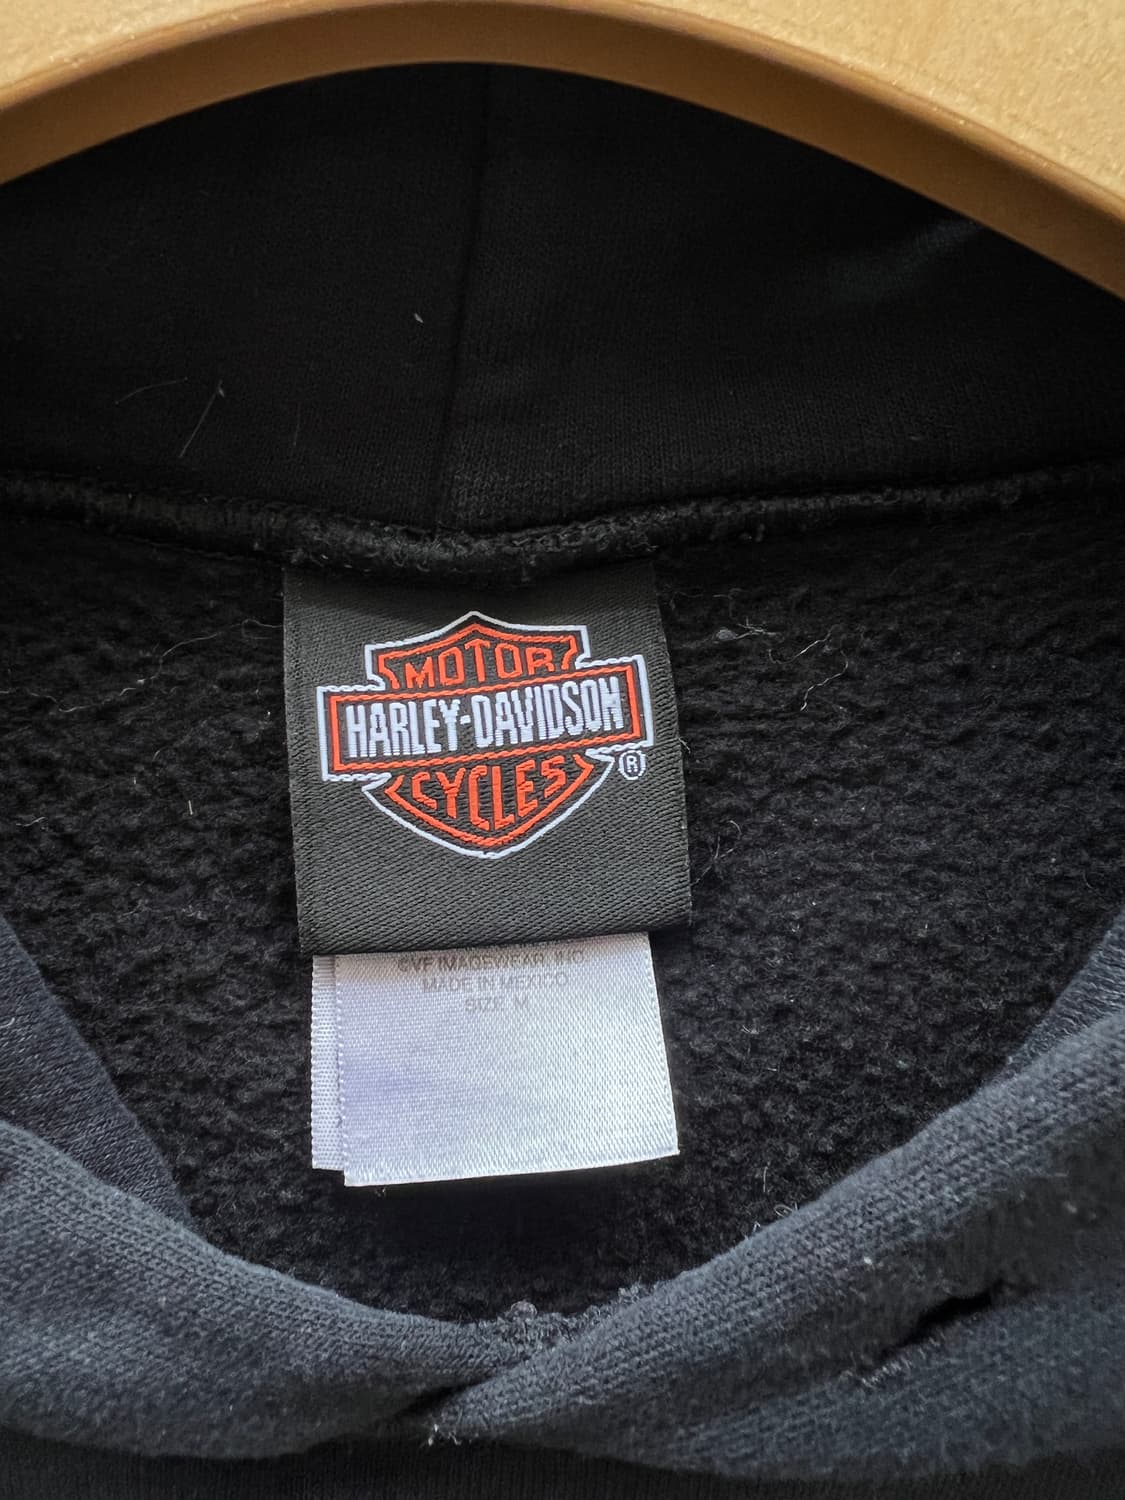 MOTOR
HARLEY-DAVIDSON
CYCLES
®
©VF IMAGEWEAR, INC
MADE IN MEXICO
SIZE M